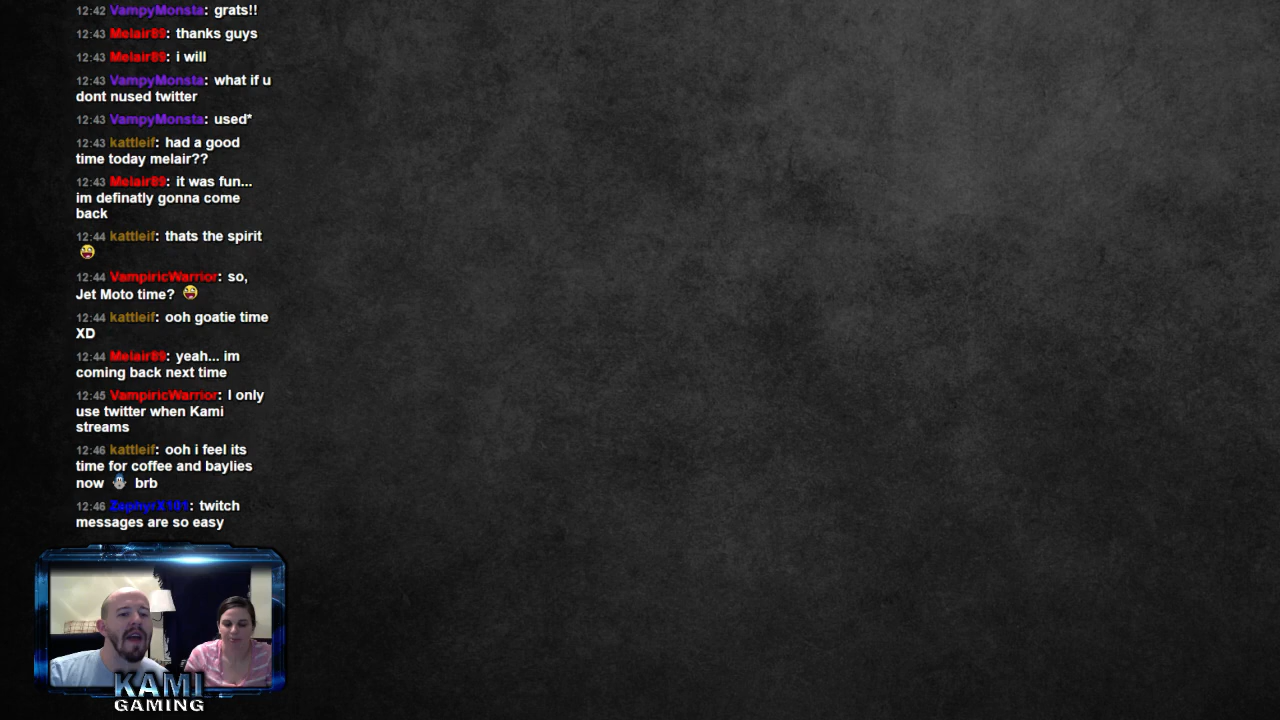 12:42 VampyMonsta: grats!!
12:43 Melair89: thanks guys
12:43 Melair89: i will
12:43 VampyMonsta: what if u
dont nused twitter
12:43 VampyMonsta: used*
12:43 kattleif: had a good
time today melair??
12:43 Melair89: it was fun...
im definatly gonna come
back
12:44 kattleif: thats the spirit
12:44 VampiricWarrior: so,
Jet Moto time?
12:44 kattleif: ooh goatie time
XD
12:44 Melair89: yeah... im
coming back next time
12:45 VampiricWarrior: I only
use twitter when Kami
streams
12:46 kattleif: ooh i feel its
time for coffee and baylies
now brb
12:46 ZephyrX101: twitch
messages are so easy
KAMI
GAMING